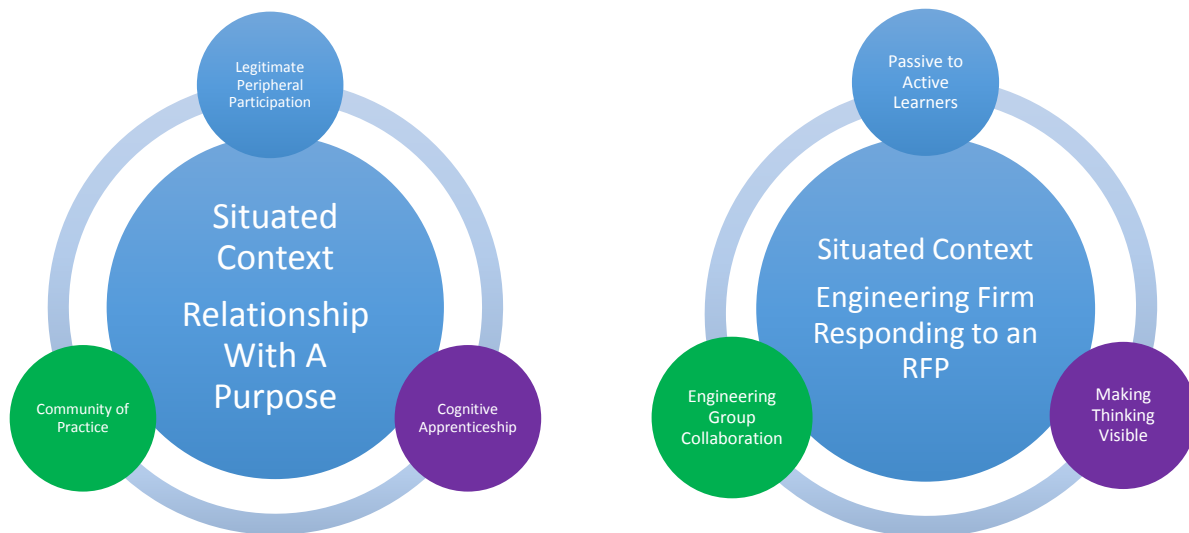 Legitimate
Peripheral
Participation
Situated
Context
Relationship
With A
Purpose
Community of
Practice
Cognitive
Apprenticeship
Passive to
Active
Learners
Situated Context
Engineering Firm
Responding to an
RFP
Engineering
Group
Collaboration
Making
Thinking
Visible